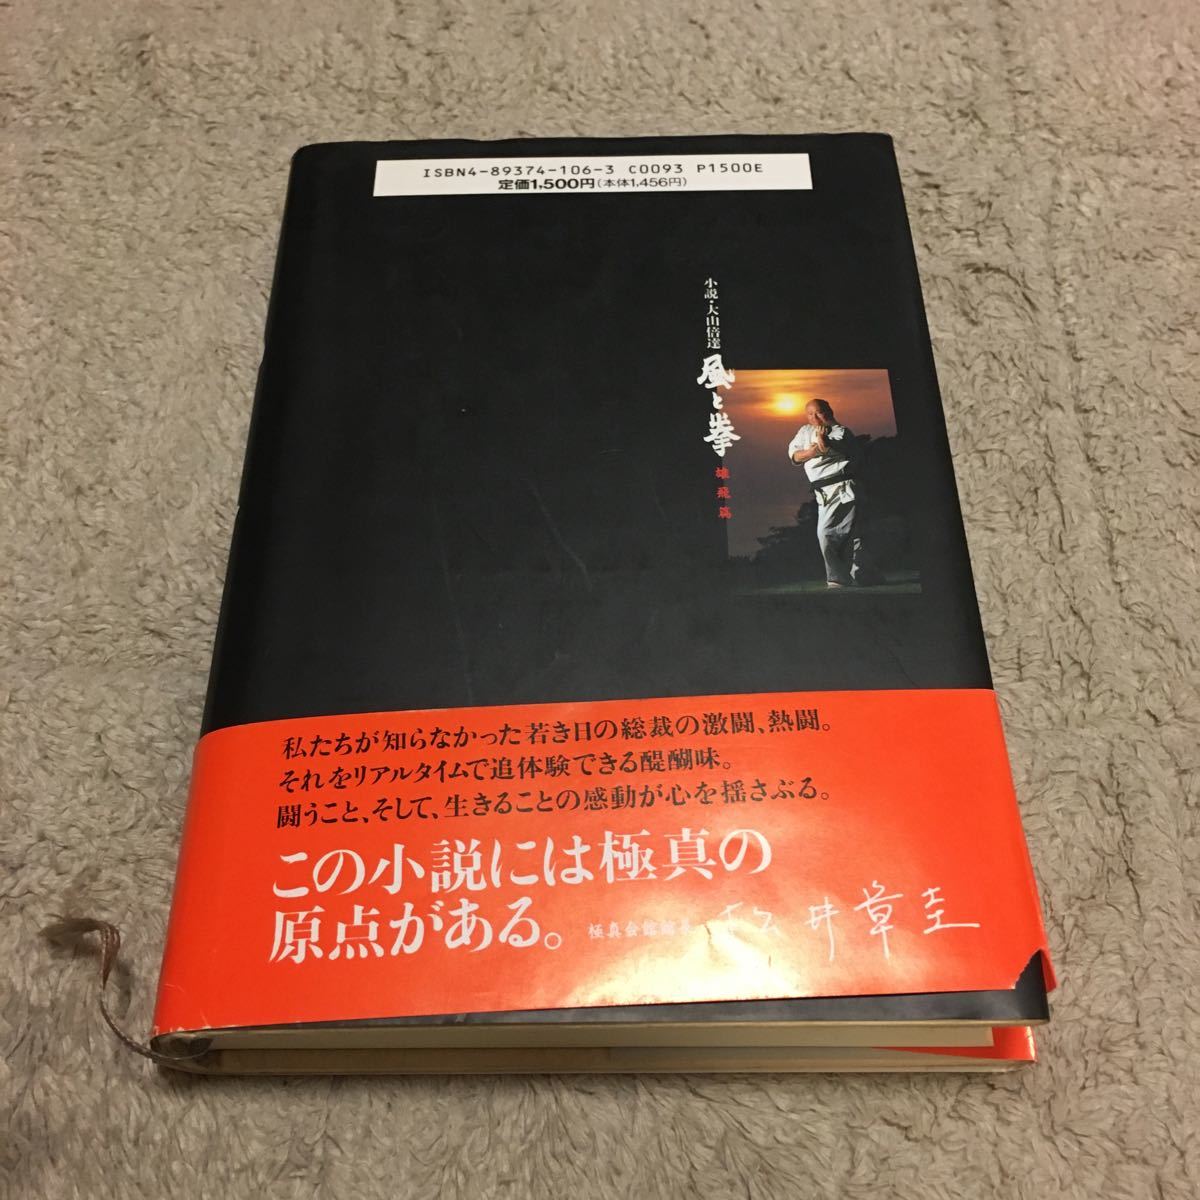 ISBN4-89374-106-3 C0093 P1500E
定価1,500円(本体1,456円)
小説・大山倍達
風と拳
雄飛篇
私たちが知らなかった若き日の総裁の激闘、熱闘。
それをリアルタイムで追体験できる醍醐味。
闘うこと、そして、生きることの感動が心を揺さぶる。
この小説には極真の
原点がある。
極真会館館長 松井章圭